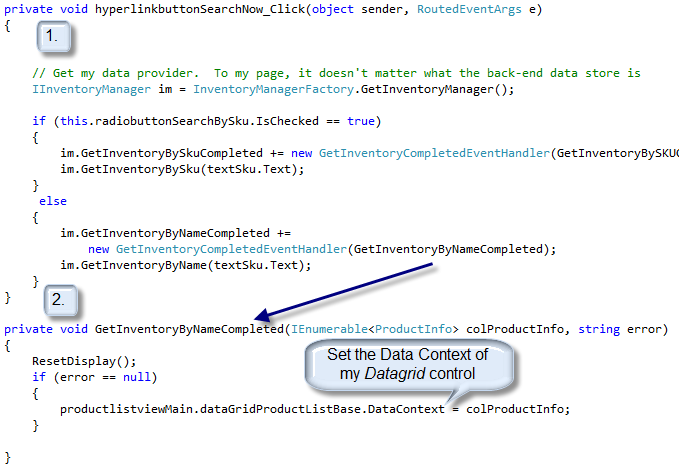 private void hyperlinkbuttonSearchNow_Click(object sender, RoutedEventArgs e)
{
1.
// Get my data provider.  To my page, it doesn't matter what the back-end data store is
IInventoryManager im = InventoryManagerFactory.GetInventoryManager();
if (this.radiobuttonSearchBySku.IsChecked == true)
{
im.GetInventoryBySkuCompleted += new GetInventoryCompletedEventHandler(GetInventoryBySKU
im.GetInventoryBySku(textSku.Text);
}
else
{
im.GetInventoryByNameCompleted +=
new GetInventoryCompletedEventHandler(GetInventoryByNameCompleted);
im.GetInventoryByName(textSku.Text);
}
}
2.
private void GetInventoryByNameCompleted(IEnumerable<ProductInfo> colProductInfo, string error)
{
ResetDisplay();
if (error == null)
{
Set the Data Context of
my Datagrid control
productlistviewMain.dataGridProductListBase.DataContext = colProductInfo;
}
}